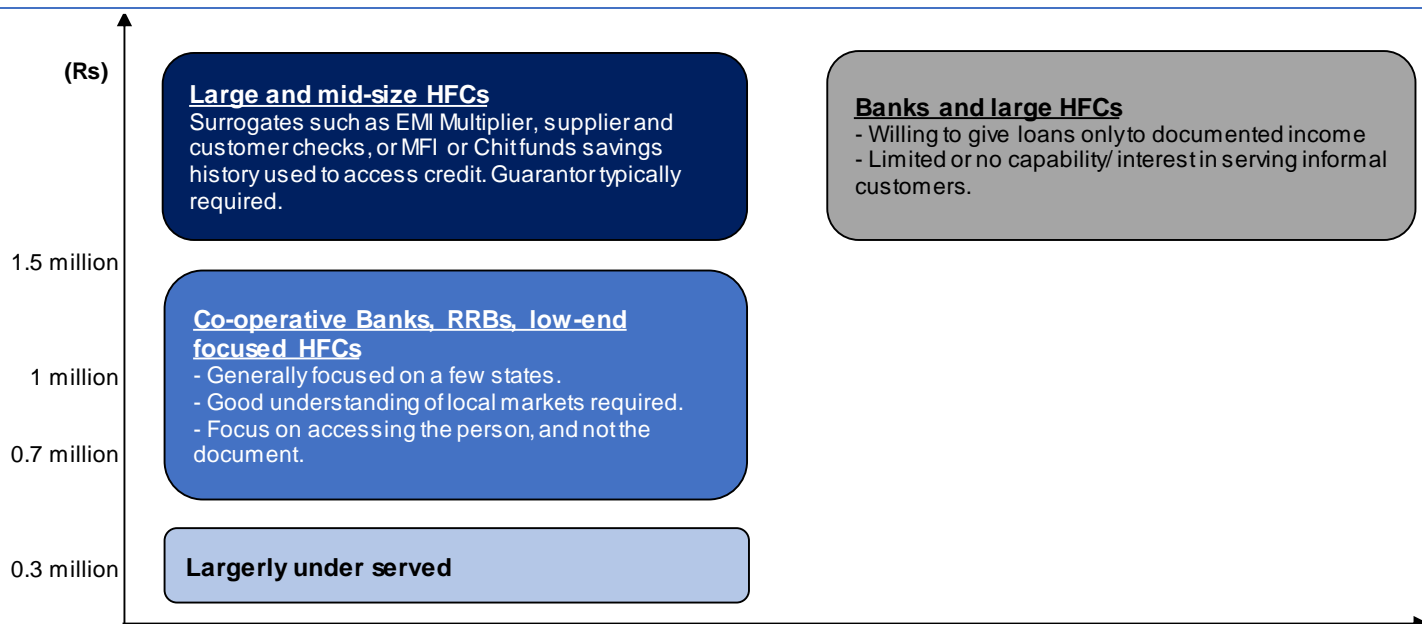 (Rs)
Large and mid-size HFCs
Surrogates such as EMI Multiplier, supplier and
customer checks, or MFI or Chit funds savings
history used to access credit. Guarantor typically
required.
Banks and large HFCs
- Willing to give loans only to documented income
- Limited or no capability/ interest in serving informal
customers.
1.5 million
Co-operative Banks, RRBs, low-end
focused HFCs
- Generally focused on a few states.
- Good understanding of local markets required.
- Focus on accessing the person, and not the
document.
1 million
0.7 million
0.3 million
Largerly under served